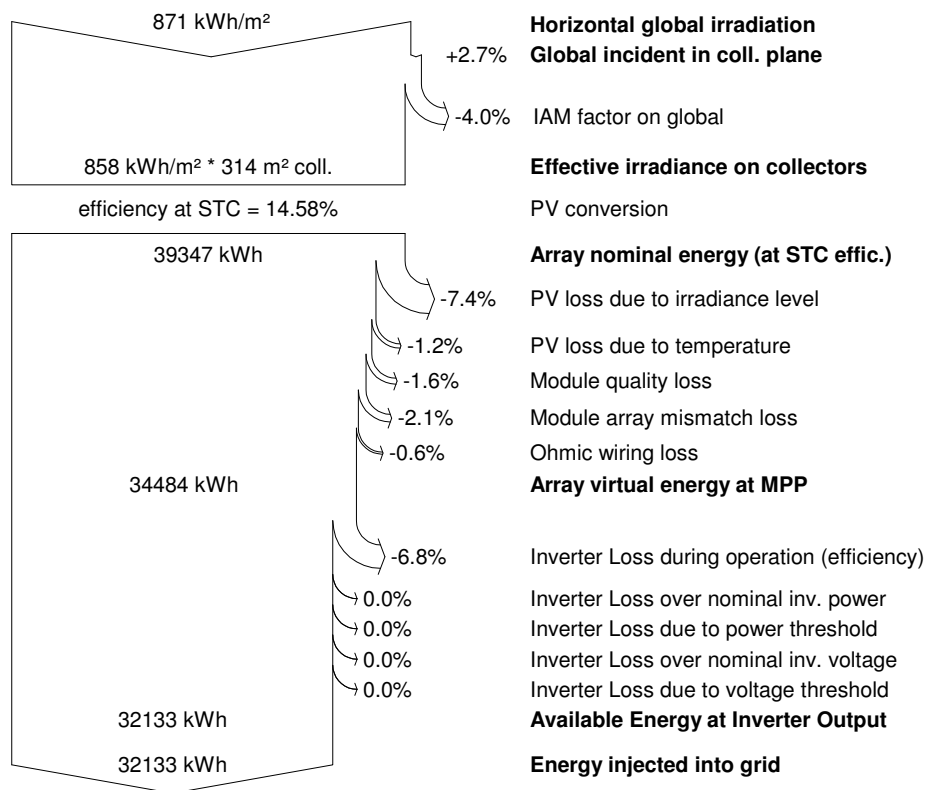 871 kWh/m² Horizontal global irradiation
+2.7% Global incident in coll. plane
-4.0% IAM factor on global
858 kWh/m² * 314 m² coll. Effective irradiance on collectors
efficiency at STC = 14.58% PV conversion
39347 kWh Array nominal energy (at STC effic.)
-7.4% PV loss due to irradiance level
-1.2% PV loss due to temperature
-1.6% Module quality loss
-2.1% Module array mismatch loss
-0.6% Ohmic wiring loss
34484 kWh Array virtual energy at MPP
-6.8% Inverter Loss during operation (efficiency)
0.0% Inverter Loss over nominal inv. power
0.0% Inverter Loss due to power threshold
0.0% Inverter Loss over nominal inv. voltage
0.0% Inverter Loss due to voltage threshold
32133 kWh Available Energy at Inverter Output
32133 kWh Energy injected into grid